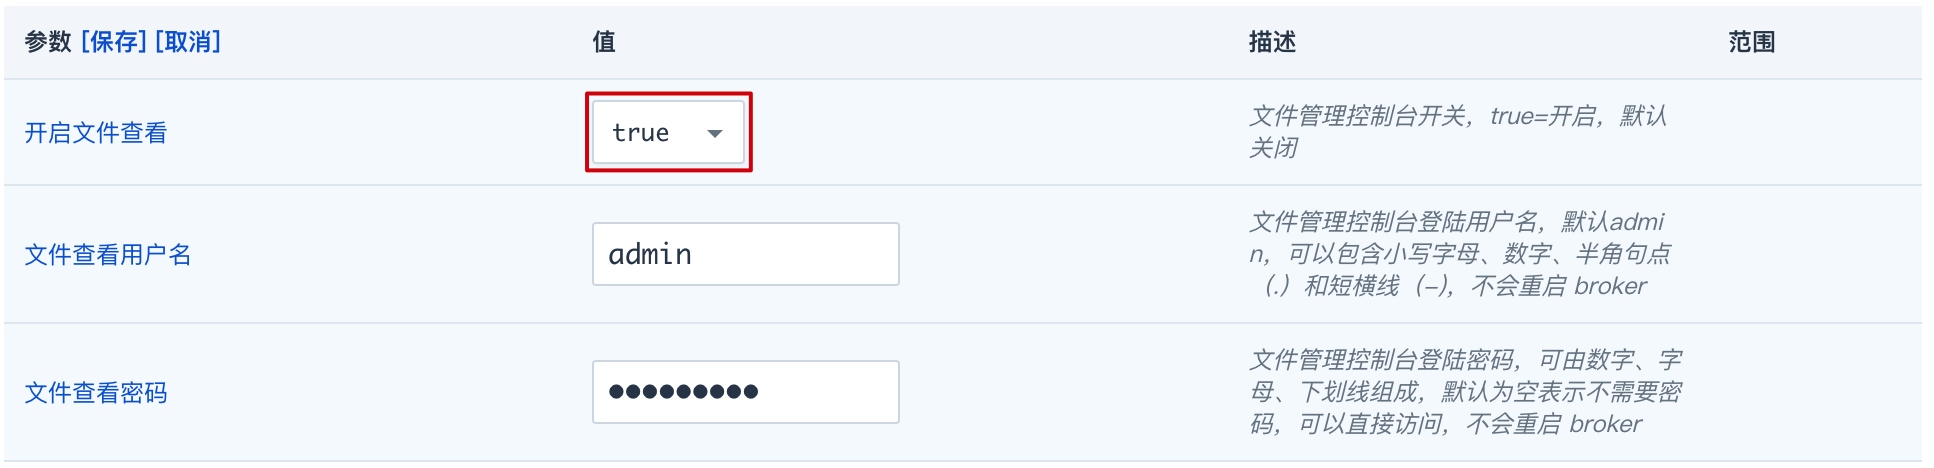 参数 [保存] [取消] 值 描述 范围
开启文件查看 true 文件管理控制台开关，true=开启，默认
关闭
文件查看用户名 admin 文件管理控制台登陆用户名，默认admi
n，可以包含小写字母、数字、半角句点
（.）和短横线（-)，不会重启 broker
文件查看密码 ●●●●●●●●● 文件管理控制台登陆密码，可由数字、字
母、下划线组成，默认为空表示不需要密
码，可以直接访问，不会重启 broker